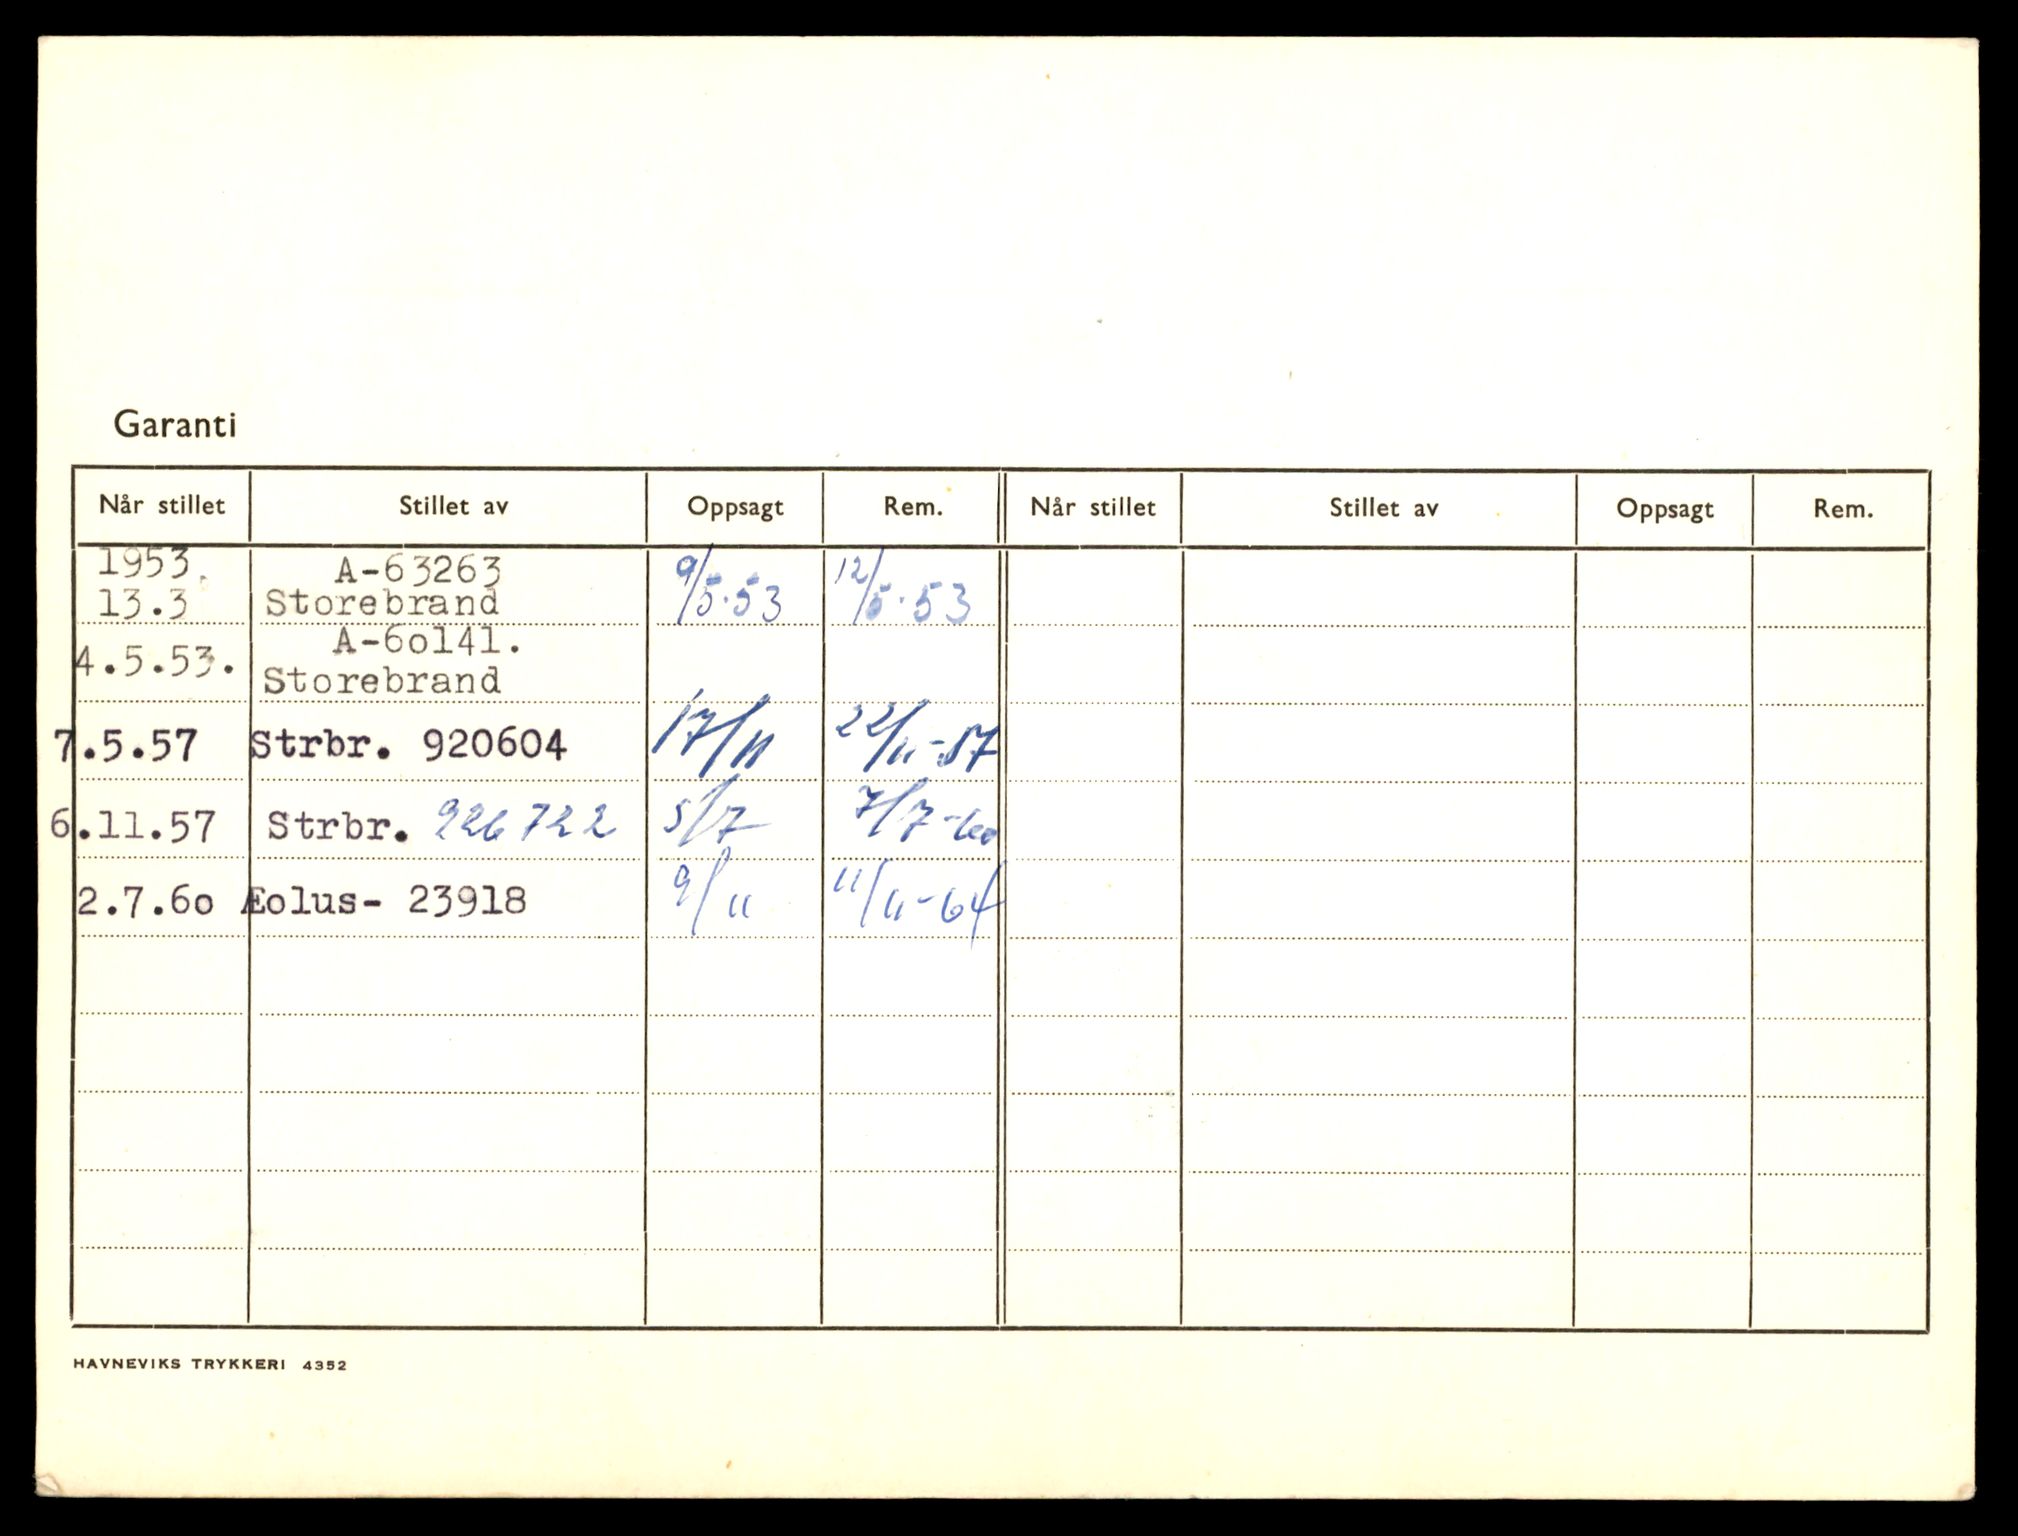 Garanti
Når stillet Stillet av Oppsagt Rem. Når stillet Stillet av Oppsagt Rem.
1953. A-63263 9/5.53 12/5.53
13.3 Storebrand
4.5.53. A-60141.
Storebrand
7.5.57 Strbr. 920604 17/11 22/11-57
6.11.57 Strbr. 926722 5/7 7/7-60
2.7.60 Æolus- 23918 9/11 11/11-64
HAVNEVIKS TRYKKERI 4352